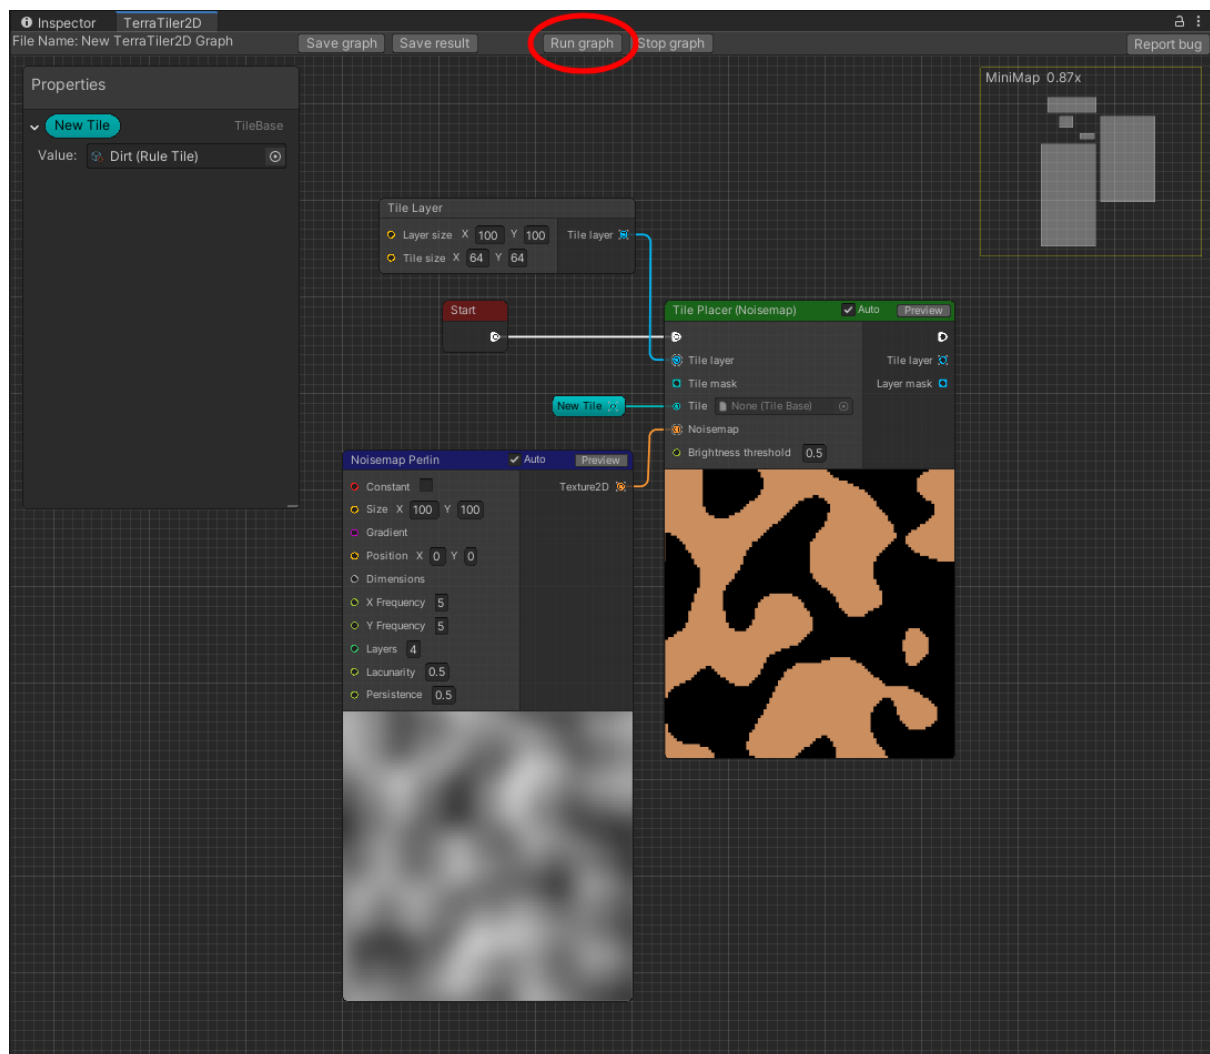 Inspector TerraTiler2D
File Name: New TerraTiler2D Graph Save graph Save result Run graph Stop graph Report bug
Properties
New Tile TileBase
Value: Dirt (Rule Tile)
MiniMap 0.87x
Tile Layer
Layer size X 100 Y 100 Tile layer
Tile size X 64 Y 64
Start
Tile Placer (Noisemap) Auto Preview
Tile layer Tile layer
Tile mask Layer mask
New Tile
Tile None (Tile Base)
Noisemap
Brightness threshold 0.5
Noisemap Perlin Auto Preview
Constant Texture2D
Size X 100 Y 100
Gradient
Position X 0 Y 0
Dimensions
X Frequency 5
Y Frequency 5
Layers 4
Lacunarity 0.5
Persistence 0.5